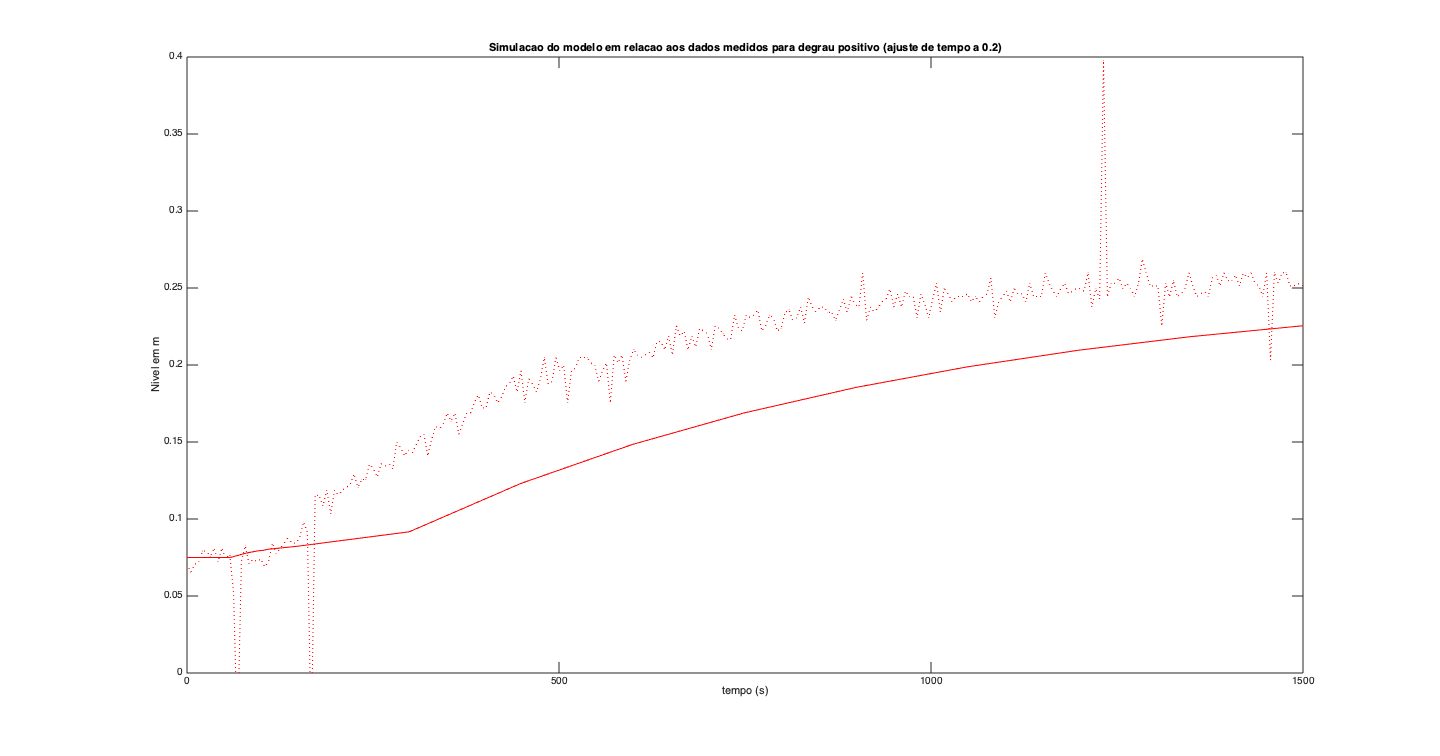 Simulacao do modelo em relacao aos dados medidos para degrau positivo (ajuste de tempo a 0.2)
0.4
0.35
0.3
0.25
0.2
0.15
0.1
0.05
0
Nivel em m
0 500 1000 1500
tempo (s)